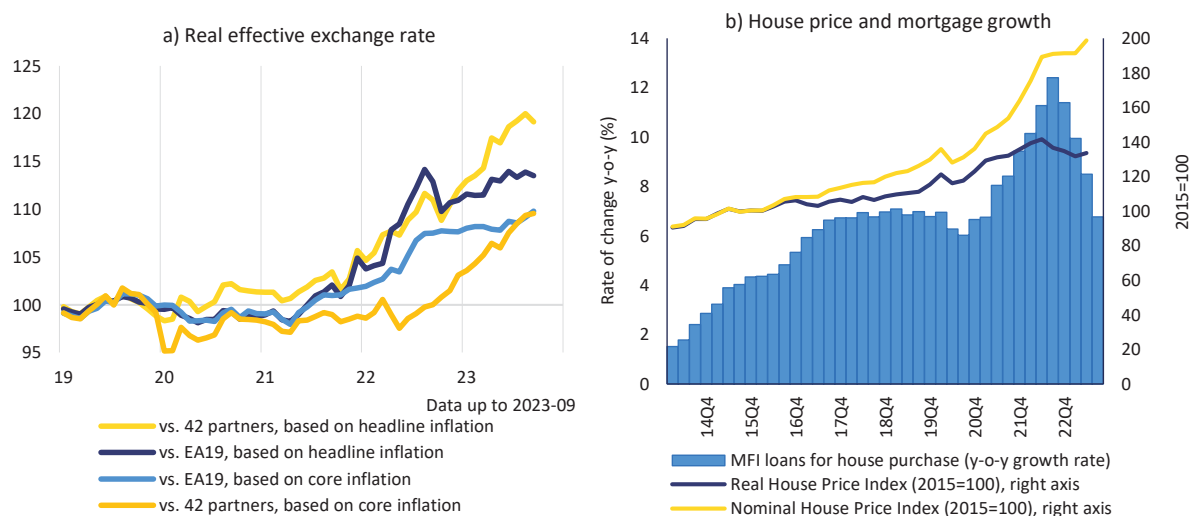 a) Real effective exchange rate
125
120
115
110
105
100
95
19
20
21
22
23
Data up to 2023-09
vs. 42 partners, based on headline inflation
vs. EA19, based on headline inflation
vs. EA19, based on core inflation
vs. 42 partners, based on core inflation
b) House price and mortgage growth
14
12
10
8
6
4
2
0
Rate of change y-o-y (%)
200
180
160
140
120
100
80
60
40
20
0
2015=100
14Q4
15Q4
16Q4
17Q4
18Q4
19Q4
20Q4
21Q4
22Q4
MFI loans for house purchase (y-o-y growth rate)
Real House Price Index (2015=100), right axis
Nominal House Price Index (2015=100), right axis